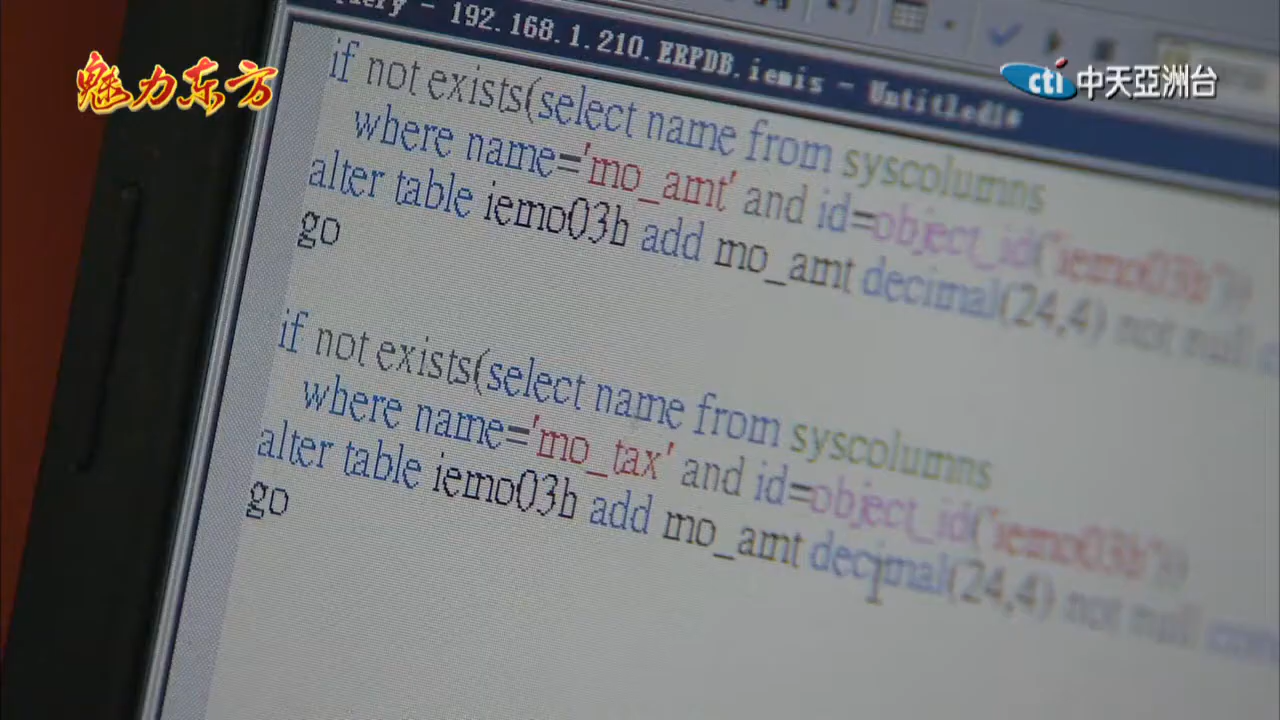 魅力东方
cti 中天亞洲台
Query - 192.168.1.210.ERPDB.iemis - Untitled1*
if not exists(select name from syscolumns
where name='mo_amt' and id=object_id('iemo03b'))
alter table iemo03b add mo_amt decimal(24,4) not null
go
if not exists(select name from syscolumns
where name='mo_tax' and id=object_id('iemo03b'))
alter table iemo03b add mo_amt decimal(24,4) not null
go